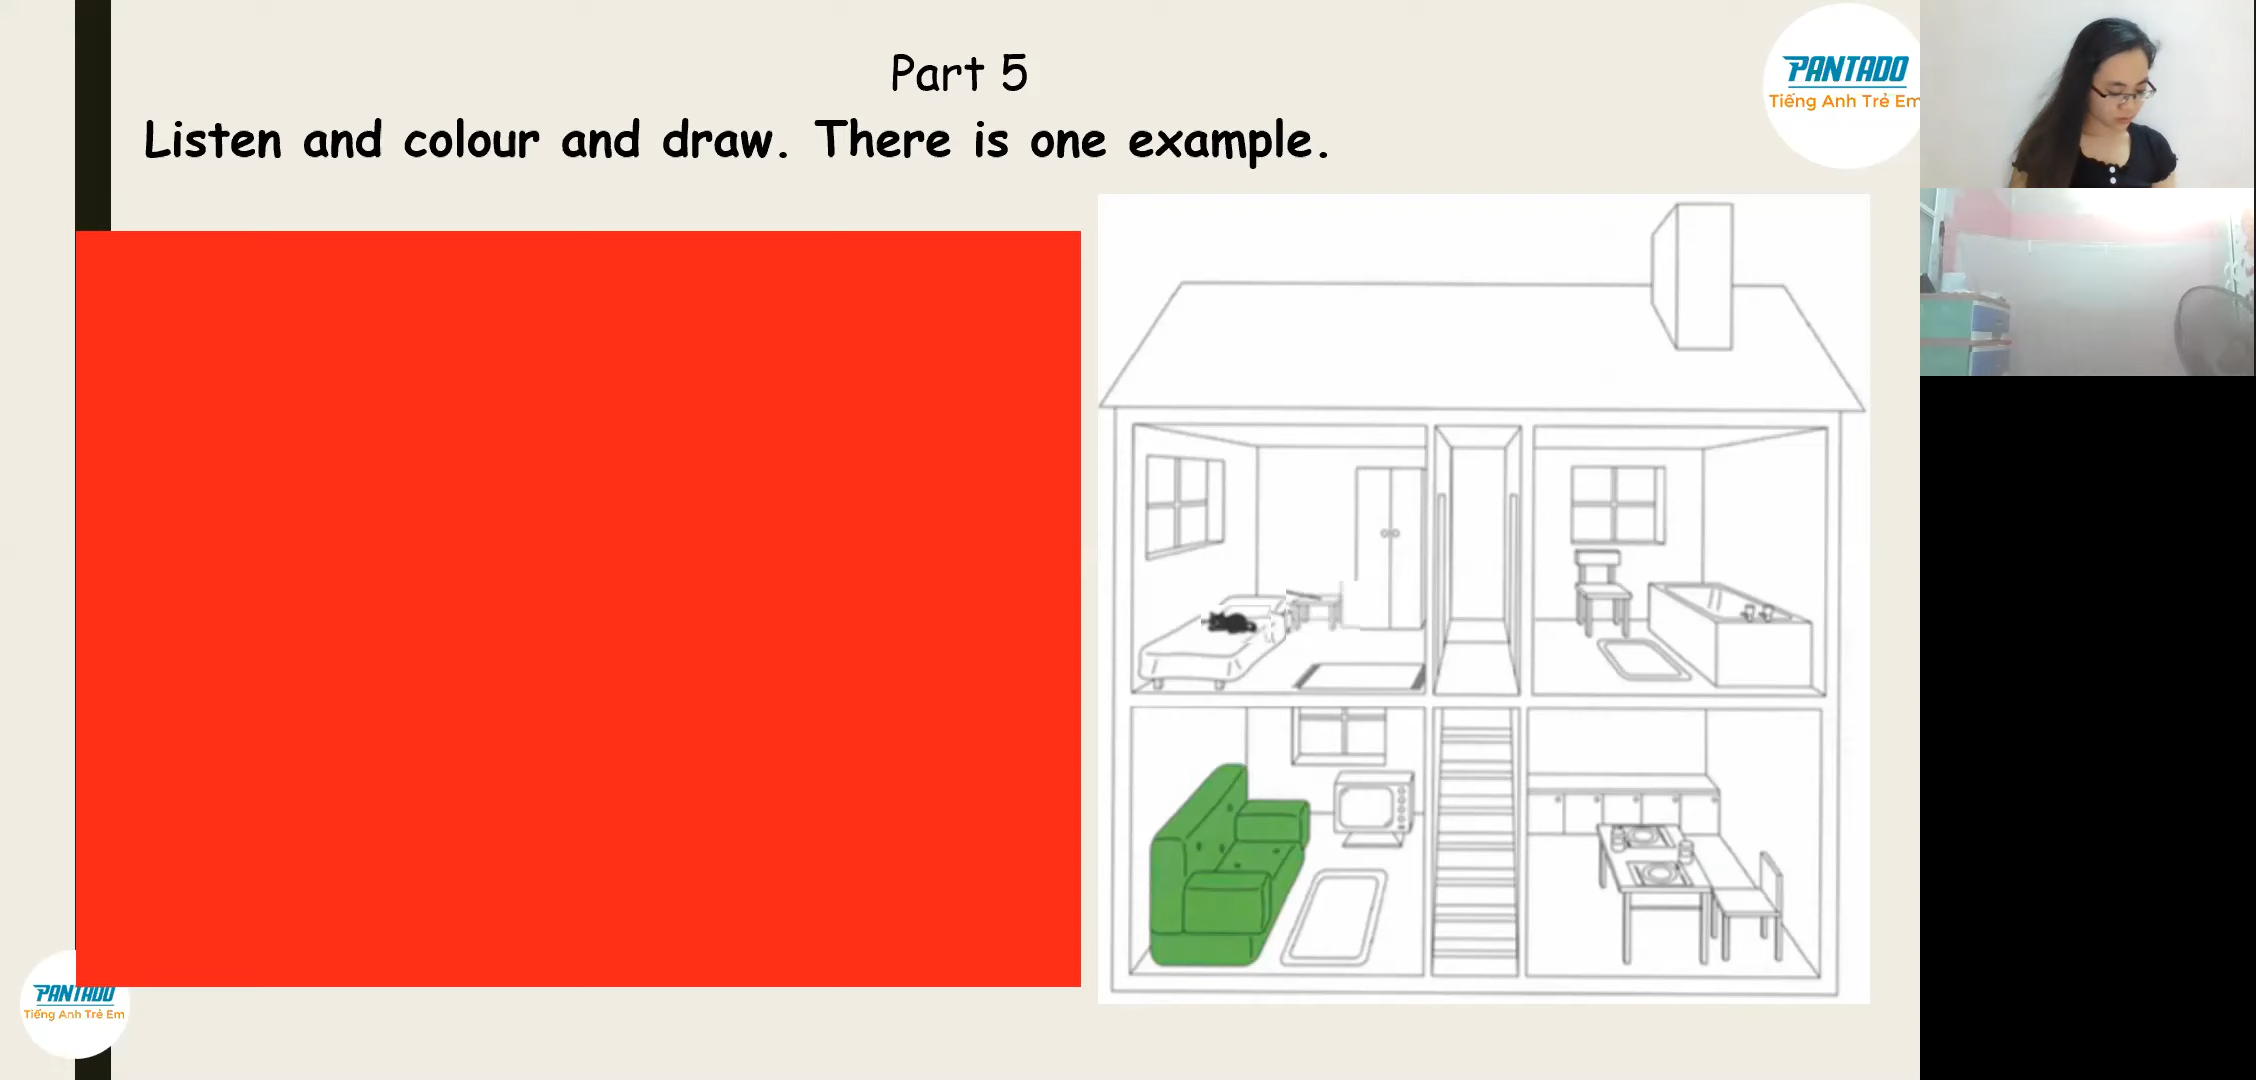 Part 5
Listen and colour and draw. There is one example.
PANTADO
Tiếng Anh Trẻ Em
PANTADO
Tiếng Anh Trẻ Em